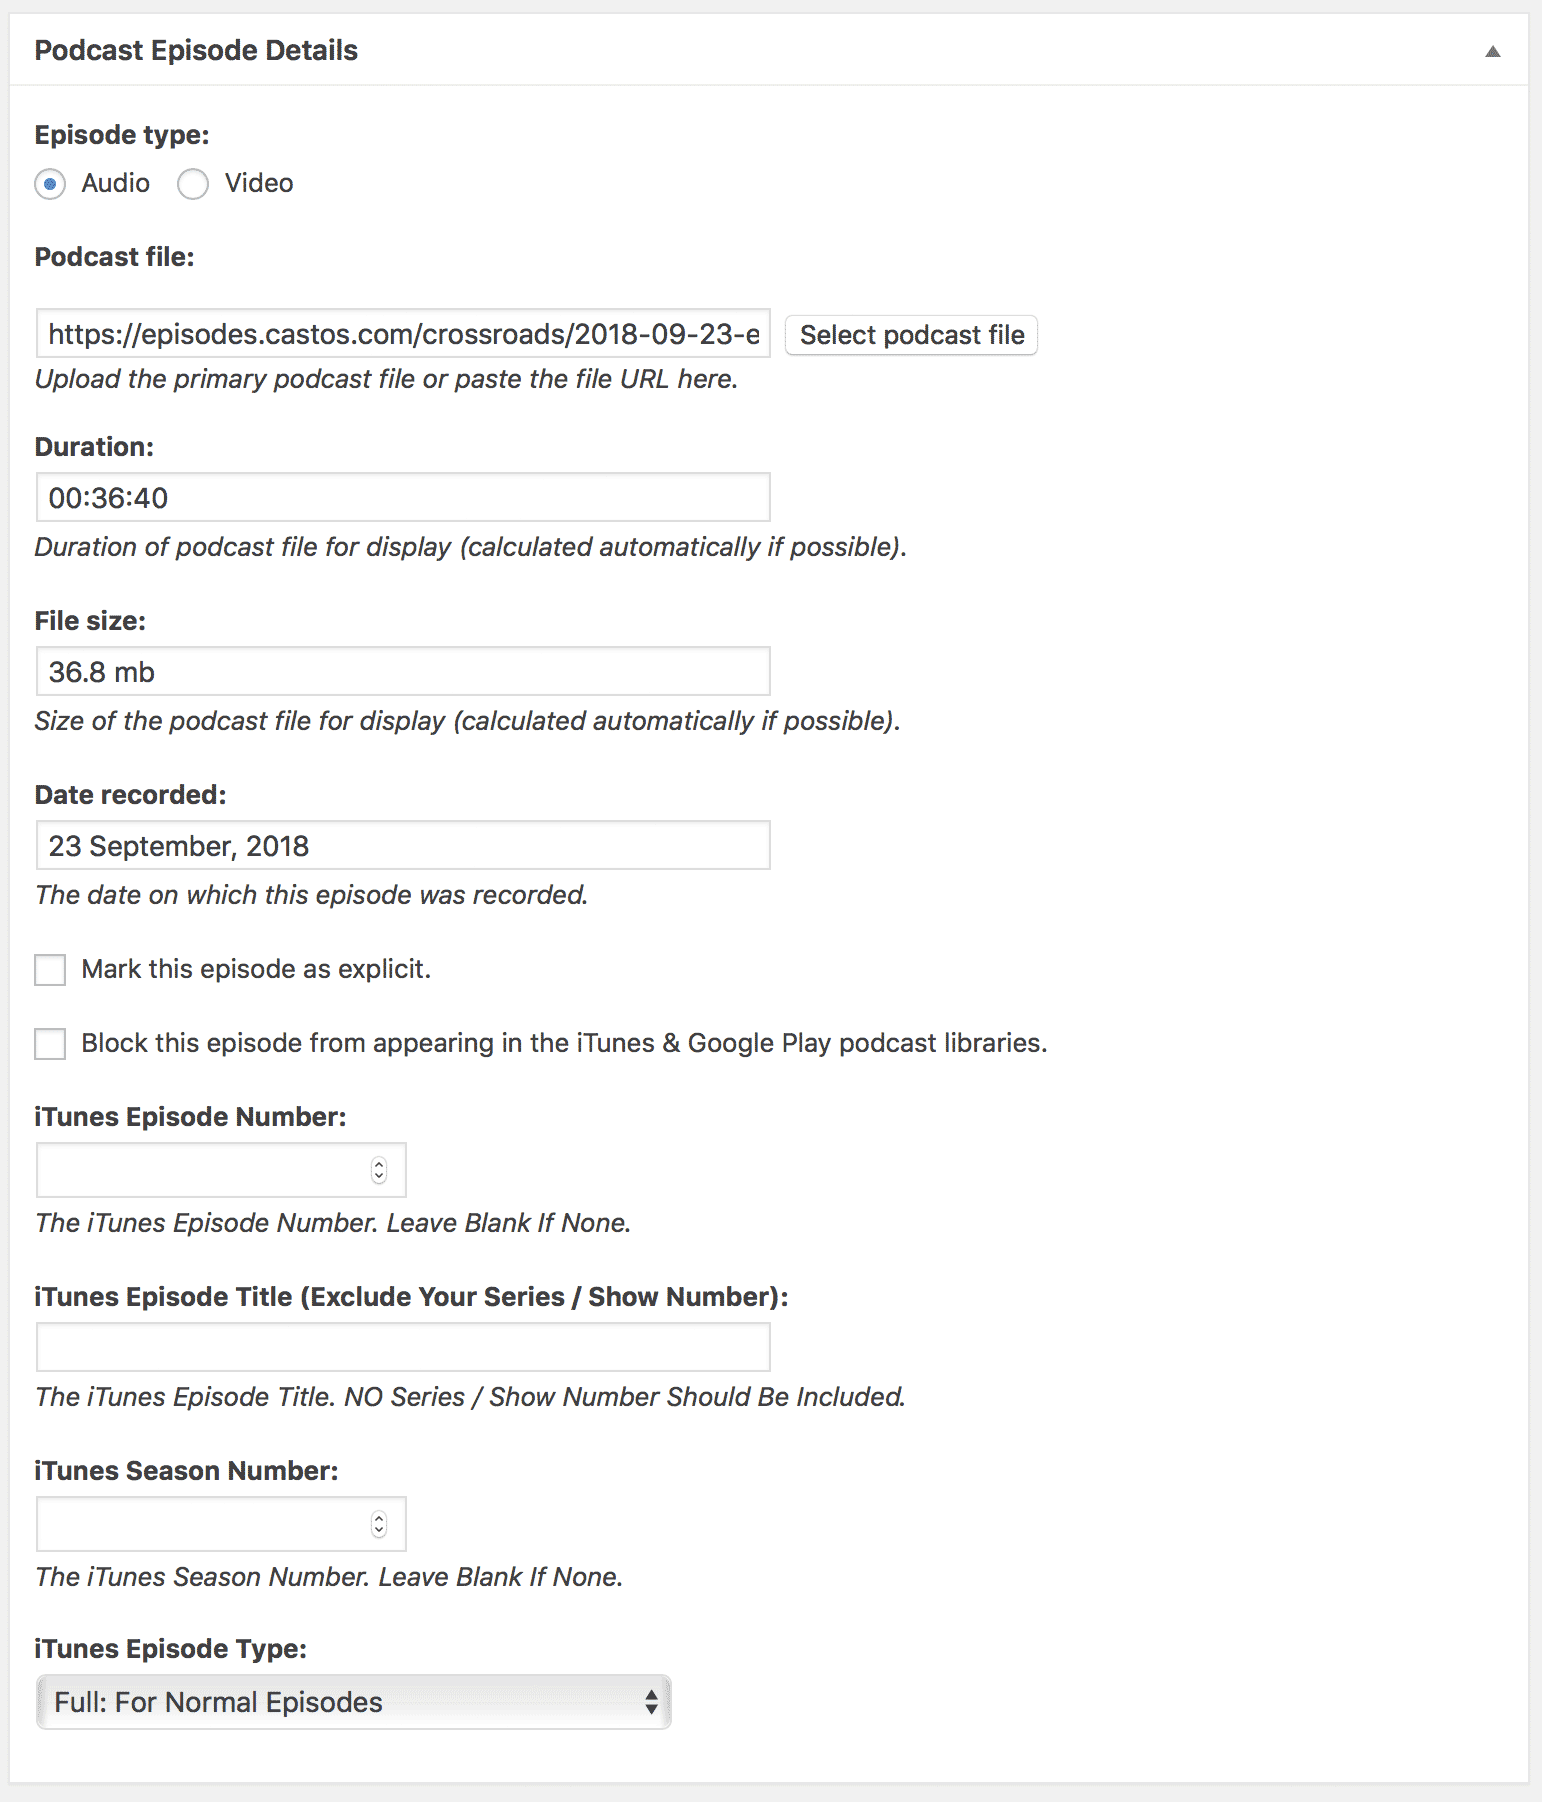 Podcast Episode Details
Episode type:
Audio Video
Podcast file:
https://episodes.castos.com/crossroads/2018-09-23-e Select podcast file
Upload the primary podcast file or paste the file URL here.
Duration:
00:36:40
Duration of podcast file for display (calculated automatically if possible).
File size:
36.8 mb
Size of the podcast file for display (calculated automatically if possible).
Date recorded:
23 September, 2018
The date on which this episode was recorded.
Mark this episode as explicit.
Block this episode from appearing in the iTunes & Google Play podcast libraries.
iTunes Episode Number:
The iTunes Episode Number. Leave Blank If None.
iTunes Episode Title (Exclude Your Series / Show Number):
The iTunes Episode Title. NO Series / Show Number Should Be Included.
iTunes Season Number:
The iTunes Season Number. Leave Blank If None.
iTunes Episode Type:
Full: For Normal Episodes